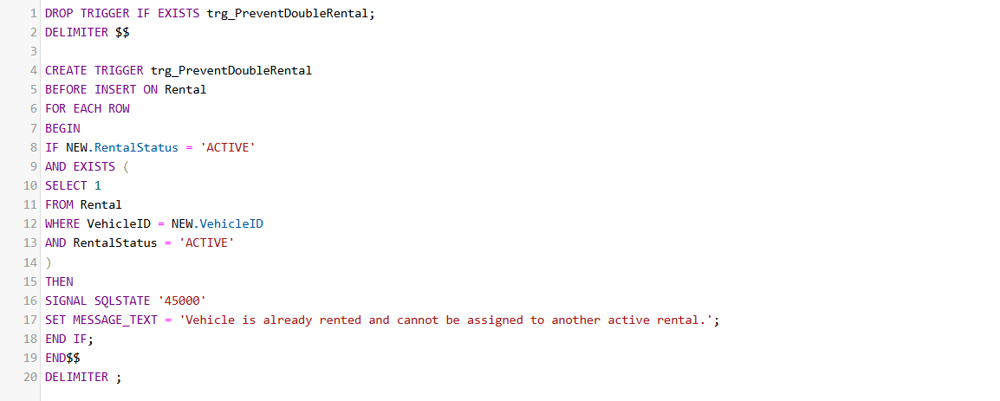 1 DROP TRIGGER IF EXISTS trg_PreventDoubleRental;
2 DELIMITER $$
3
4 CREATE TRIGGER trg_PreventDoubleRental
5 BEFORE INSERT ON Rental
6 FOR EACH ROW
7 BEGIN
8 IF NEW.RentalStatus = 'ACTIVE'
9 AND EXISTS (
10 SELECT 1
11 FROM Rental
12 WHERE VehicleID = NEW.VehicleID
13 AND RentalStatus = 'ACTIVE'
14 )
15 THEN
16 SIGNAL SQLSTATE '45000'
17 SET MESSAGE_TEXT = 'Vehicle is already rented and cannot be assigned to another active rental.';
18 END IF;
19 END$$
20 DELIMITER ;